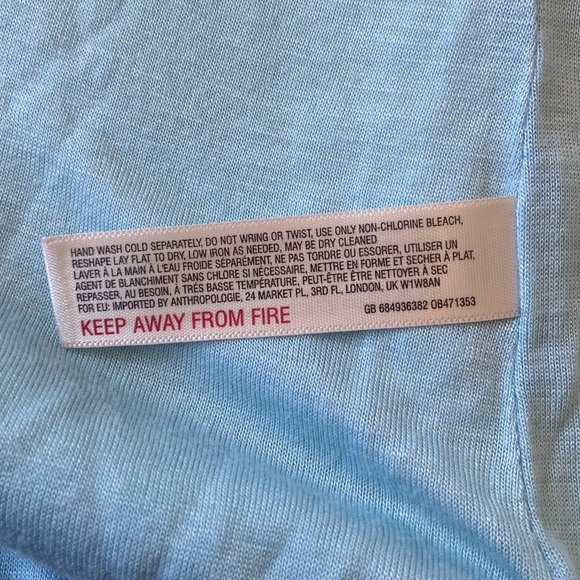 HAND WASH COLD SEPARATELY, DO NOT WRING OR TWIST, USE ONLY NON-CHLORINE BLEACH,
RESHAPE LAY FLAT TO DRY, LOW IRON AS NEEDED, MAY BE DRY CLEANED
LAVER À LA MAIN À L'EAU FROIDE SÉPARÉMENT, NE PAS TORDRE OU ESSORER, UTILISER UN
AGENT DE BLANCHIMENT SANS CHLORE SI NÉCESSAIRE, METTRE EN FORME ET SÉCHER À PLAT,
REPASSER, AU BESOIN, À TRÉS BASSE TEMPÉRATURE, PEUT-ÊTRE ÊTRE NETTOYER À SEC
FOR EU: IMPORTED BY ANTHROPOLOGIE, 24 MARKET PL, 3RD FL, LONDON, UK W1W8AN
KEEP AWAY FROM FIRE GB 684936382 OB471353